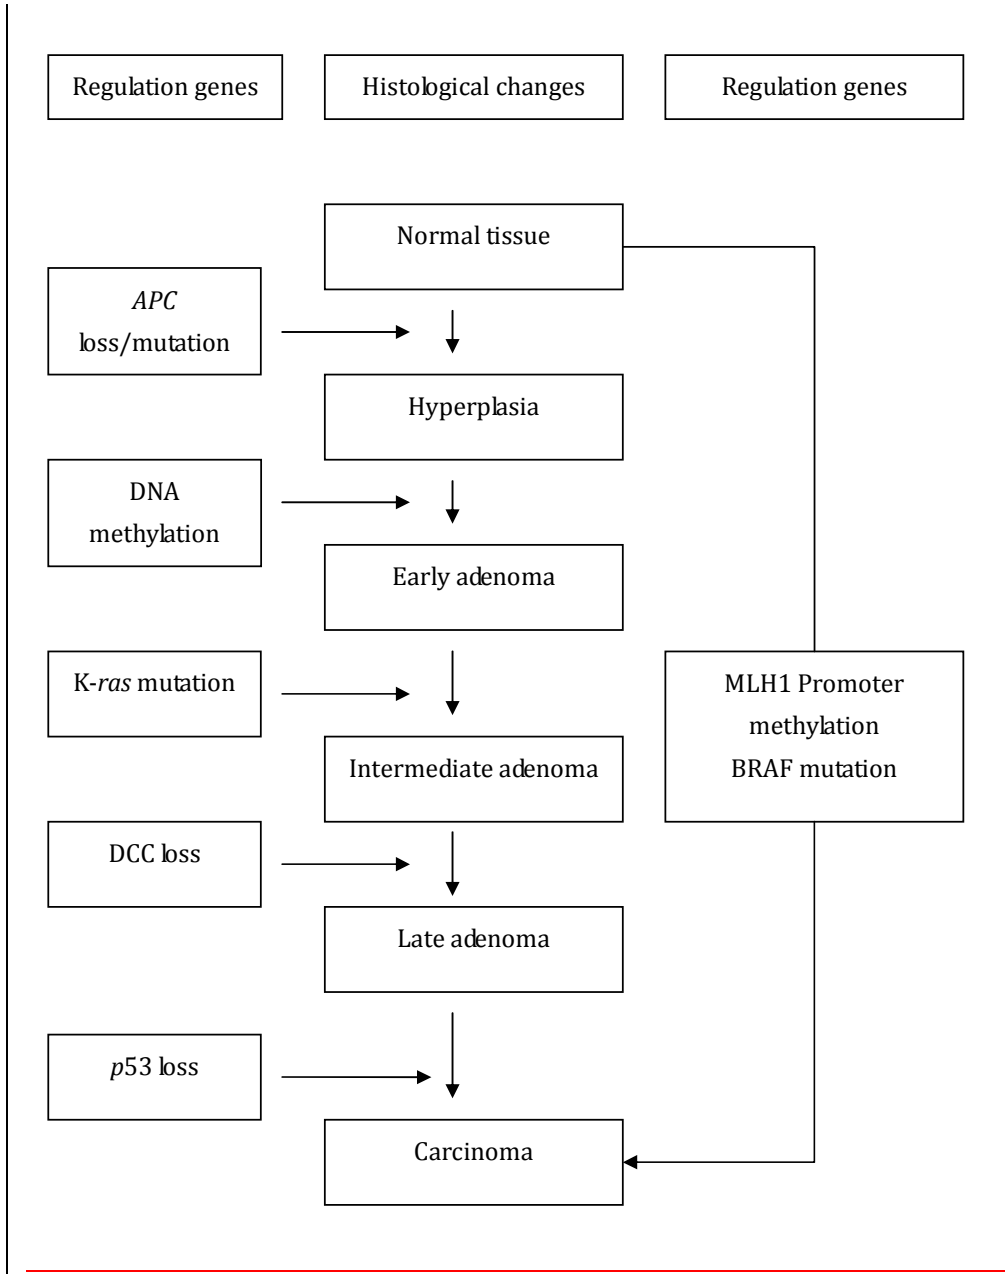 Regulation genes
Histological changes
Regulation genes
Normal tissue
APC
loss/mutation
Hyperplasia
DNA
methylation
Early adenoma
K-ras mutation
MLH1 Promoter
methylation
BRAF mutation
Intermediate adenoma
DCC loss
Late adenoma
p53 loss
Carcinoma